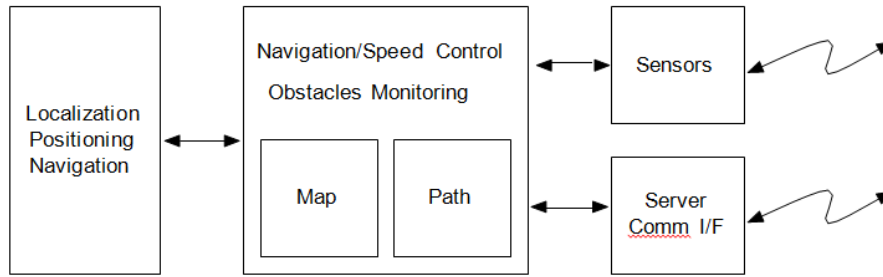 Localization
Positioning
Navigation
Navigation/Speed Control
Obstacles Monitoring
Map
Path
Sensors
Server
Comm I/F